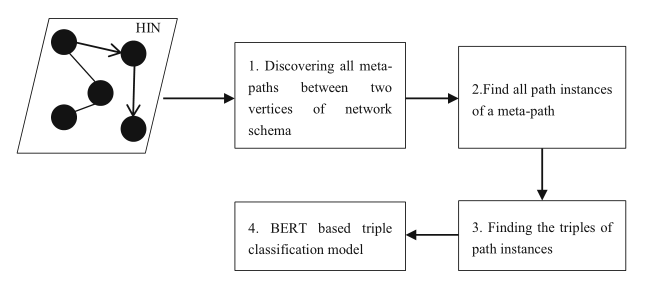 HIN
1. Discovering all meta-
paths between two
vertices of network
schema
2.Find all path instances
of a meta-path
3. Finding the triples of
path instances
4. BERT based triple
classification model